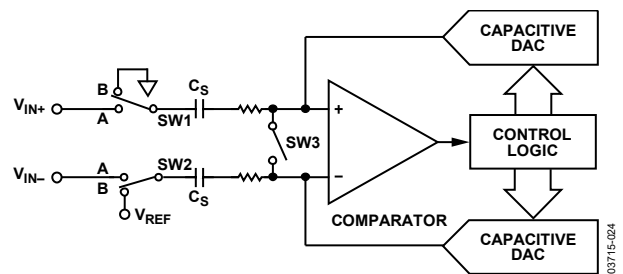 CAPACITIVE
DAC
B
CS
VIN+
A
SW1
+
SW3
CONTROL
LOGIC
VIN–
A
SW2
–
B
CS
VREF
COMPARATOR
CAPACITIVE
DAC
03715-024